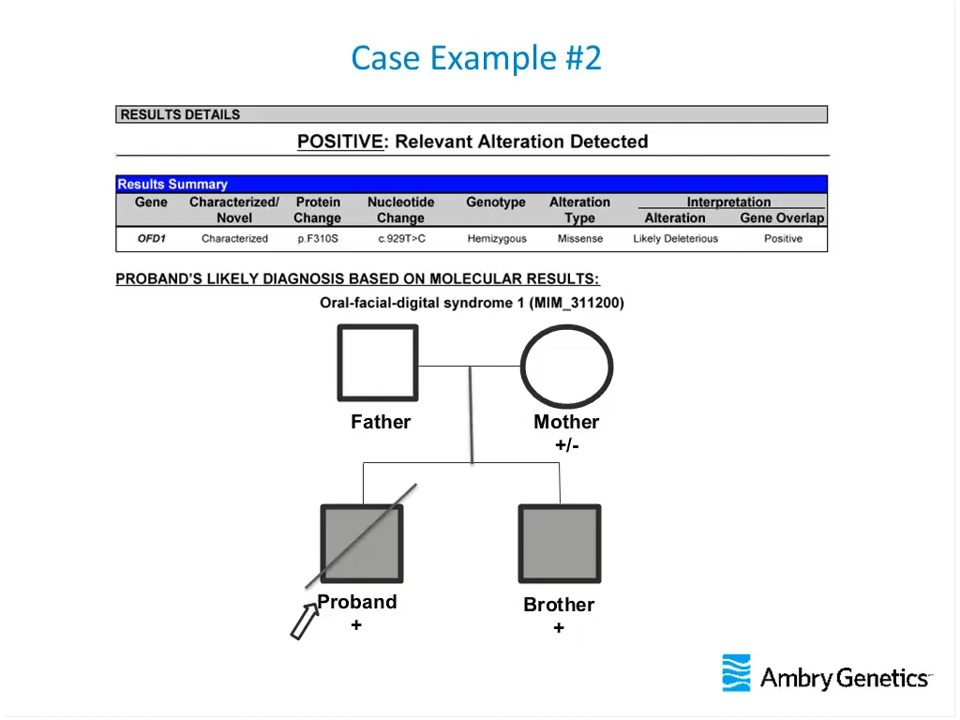 Case Example #2
RESULTS DETAILS
POSITIVE: Relevant Alteration Detected
Results Summary
Gene Characterized/ Protein Nucleotide Genotype Alteration Interpretation
Novel Change Change Type Alteration Gene Overlap
OFD1 Characterized p.F310S c.929T>C Hemizygous Missense Likely Deleterious Positive
PROBAND'S LIKELY DIAGNOSIS BASED ON MOLECULAR RESULTS:
Oral-facial-digital syndrome 1 (MIM_311200)
Father Mother
+/-
Proband Brother
+ +
Ambry Genetics